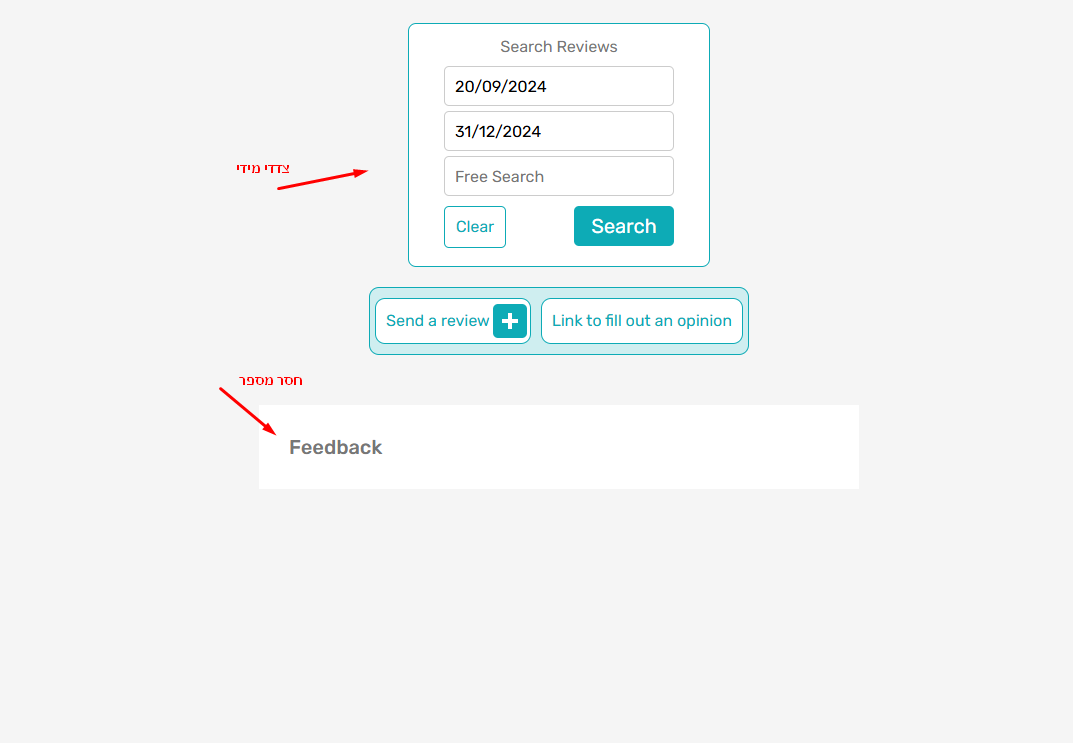 Search Reviews
20/09/2024
31/12/2024
צדדי מידי
Free Search
Clear
Search
Send a review
Link to fill out an opinion
חסר מספר
Feedback